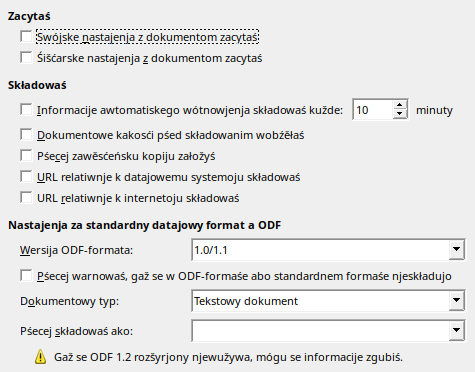 Zacytaś
Swójske nastajenja z dokumentom zacytaś
Śišćarske nastajenja z dokumentom zacytaś
Składowaś
Informacije awtomatiskego wótnowjenja składowaś kužde: 10 minuty
Dokumentowe kakosći pśed składowanim wobźěłaś
Pśecej zawěsćeńsku kopiju załožyś
URL relatiwnje k datajowemu systemoju składowaś
URL relatiwnje k internetoju składowaś
Nastajenja za standardny datajowy format a ODF
Wersija ODF-formata: 1.0/1.1
Pśecej warnowaś, gaž se w ODF-formaśe abo standardnem formaśe njeskładujo
Dokumentowy typ: Tekstowy dokument
Pśecej składowaś ako:
Gaž se ODF 1.2 rozšyrjony njewužywa, mógu se informacije zgubiś.